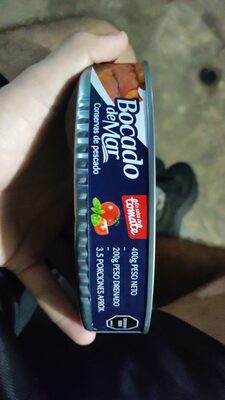 Bocado
de Mar
Conservas de pescado
En salsa de
tomate
400g PESO NETO
200g PESO DRENADO
3.5 PORCIONES APROX.